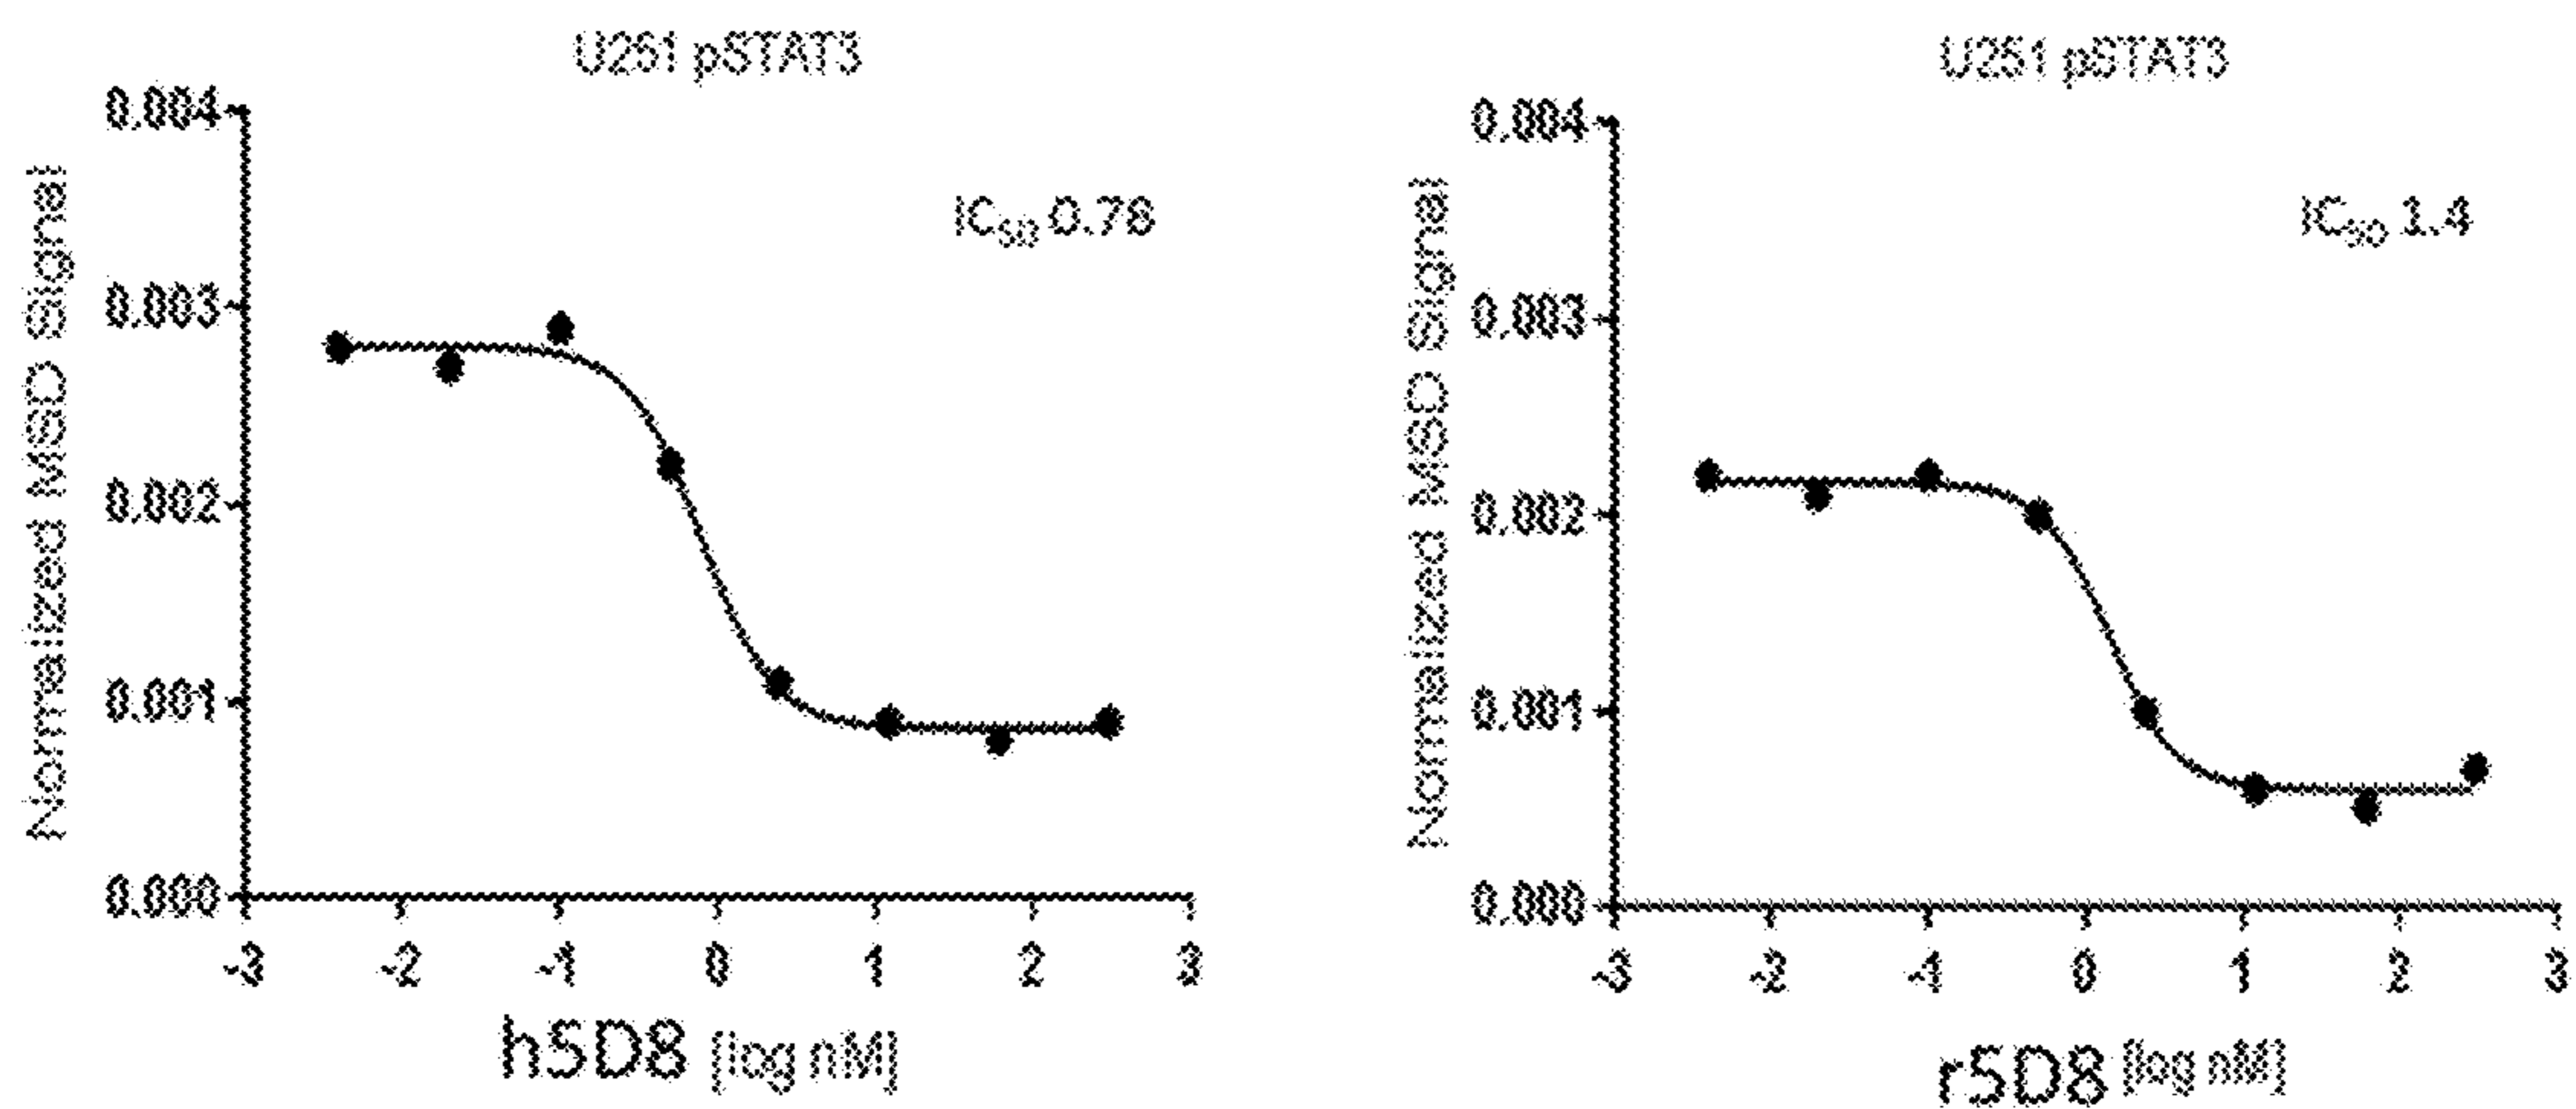 U251 pSTAT3
Normalized MSD Signal
0.004
0.003
0.002
0.001
0.000
IC50 0.78
-3 -2 -1 0 1 2 3
h5D8 [log nM]
U251 pSTAT3
Normalized MSD Signal
0.004
0.003
0.002
0.001
0.000
IC50 1.4
-3 -2 -1 0 1 2 3
r5D8 [log nM]